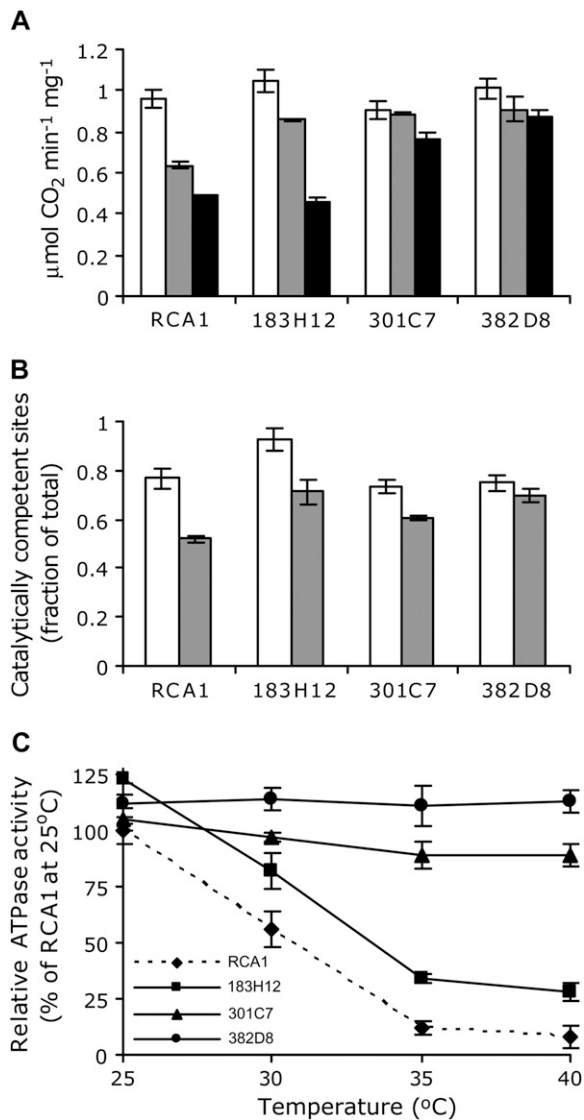 A
µmol CO2 min-1 mg-1
1.2
1
0.8
0.6
0.4
0.2
0
RCA1 183H12 301C7 382D8
B
Catalytically competent sites
(fraction of total)
1
0.8
0.6
0.4
0.2
0
RCA1 183H12 301C7 382D8
C
Relative ATPase activity
(% of RCA1 at 25°C)
125
100
75
50
25
0
RCA1
183H12
301C7
382D8
25 30 35 40
Temperature (°C)